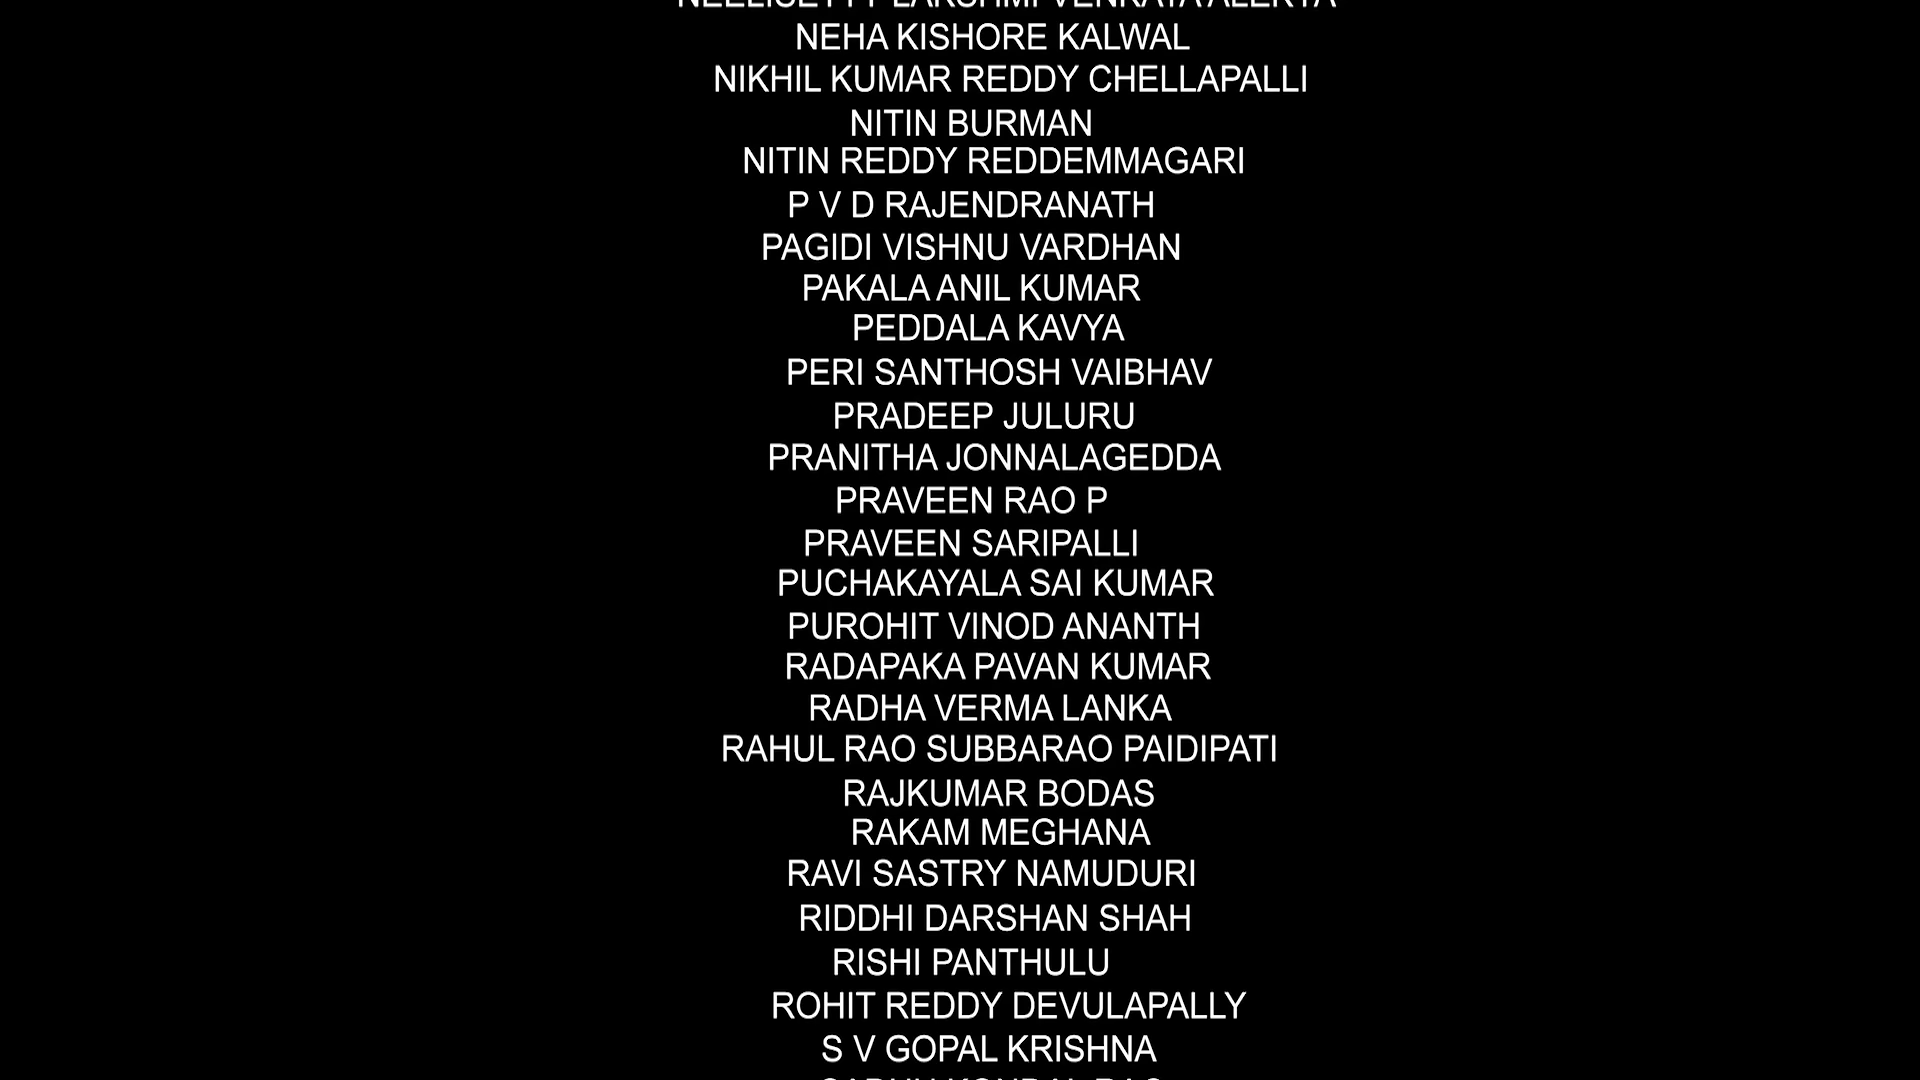 NEHA KISHORE KALWAL
NIKHIL KUMAR REDDY CHELLAPALLI
NITIN BURMAN
NITIN REDDY REDDEMMAGARI
P V D RAJENDRANATH
PAGIDI VISHNU VARDHAN
PAKALA ANIL KUMAR
PEDDALA KAVYA
PERI SANTHOSH VAIBHAV
PRADEEP JULURU
PRANITHA JONNALAGEDDA
PRAVEEN RAO P
PRAVEEN SARIPALLI
PUCHAKAYALA SAI KUMAR
PUROHIT VINOD ANANTH
RADAPAKA PAVAN KUMAR
RADHA VERMA LANKA
RAHUL RAO SUBBARAO PAIDIPATI
RAJKUMAR BODAS
RAKAM MEGHANA
RAVI SASTRY NAMUDURI
RIDDHI DARSHAN SHAH
RISHI PANTHULU
ROHIT REDDY DEVULAPALLY
S V GOPAL KRISHNA